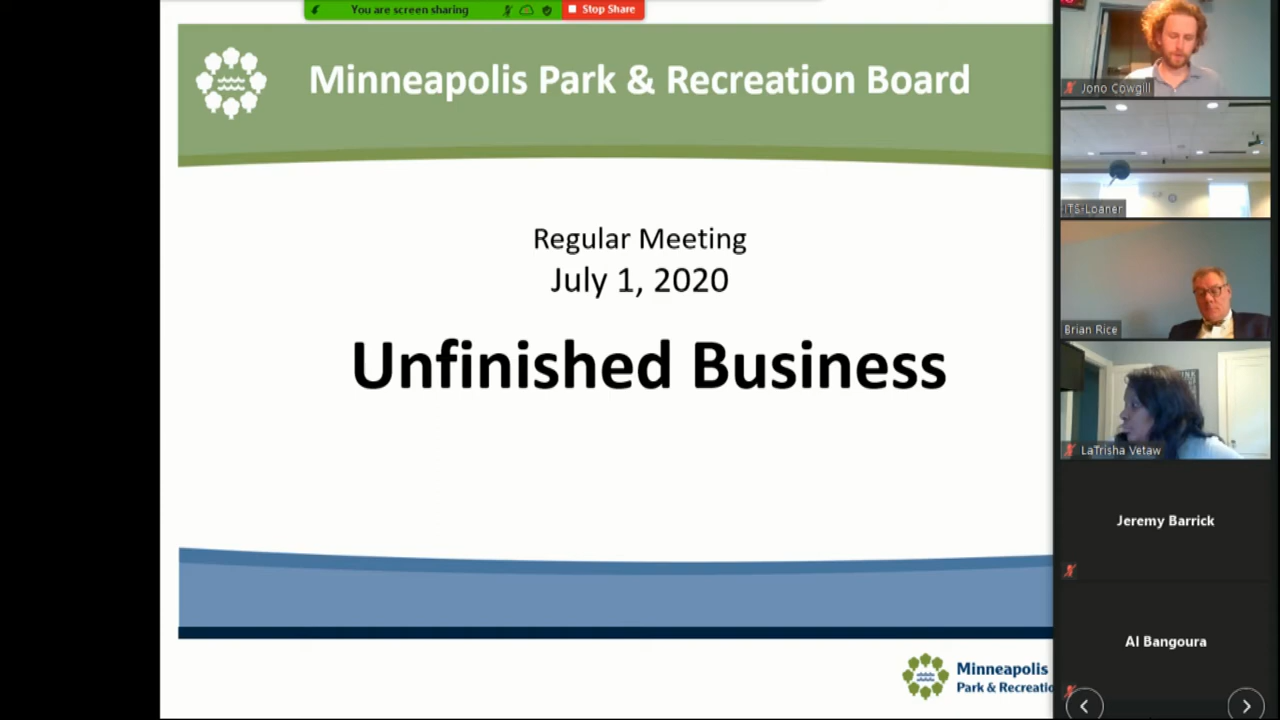 You are screen sharing
Stop Share
Minneapolis Park & Recreation Board
Regular Meeting
July 1, 2020
Unfinished Business
Minneapolis
Park & Recreatio
Jono Cowgill
ITS-Loaner
Brian Rice
LaTrisha Vetaw
Jeremy Barrick
Al Bangoura